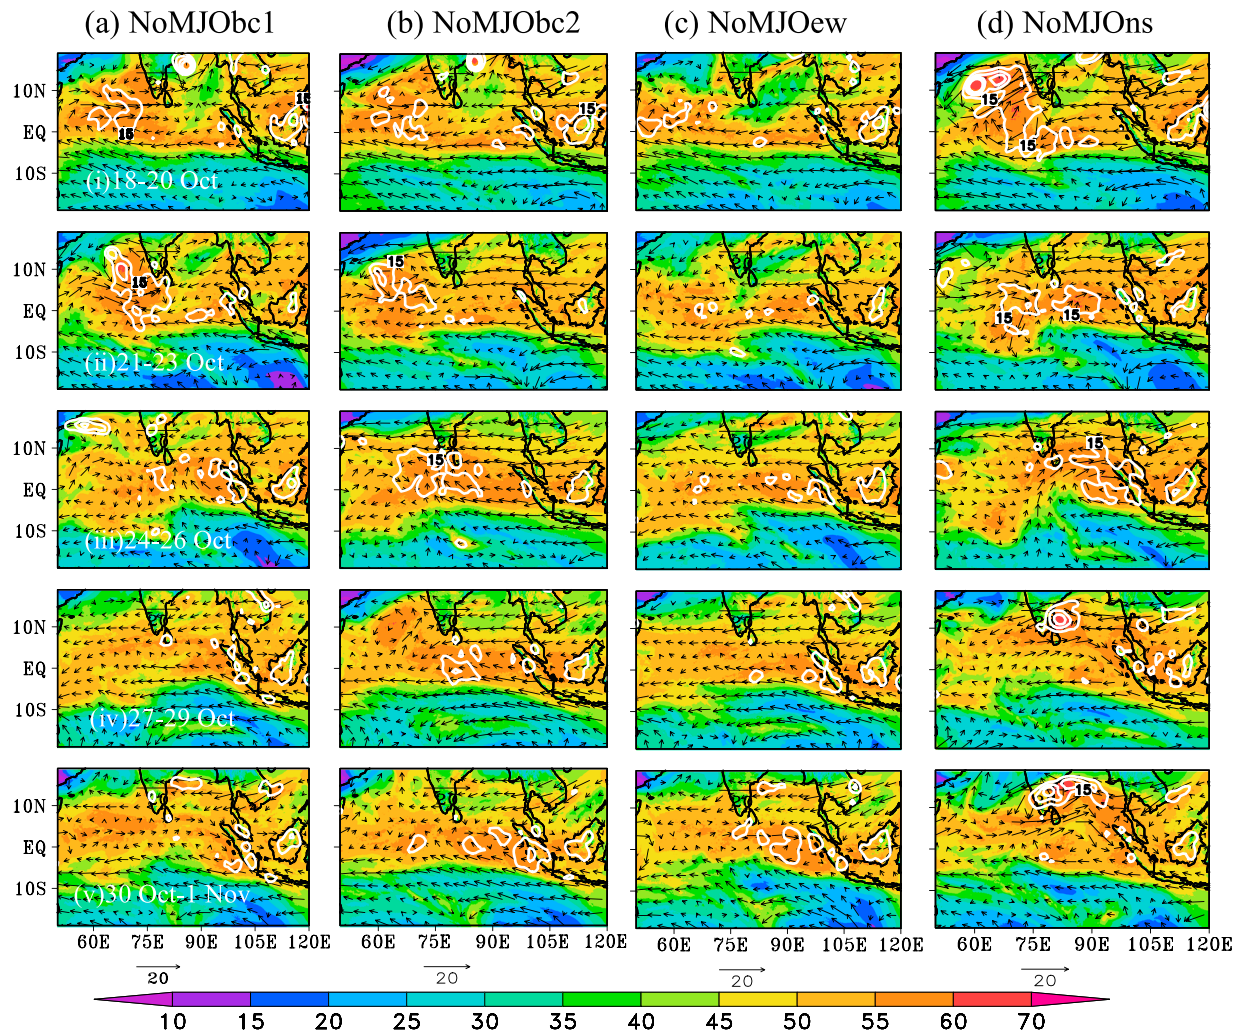 (a) NoMJObc1 (b) NoMJObc2 (c) NoMJOew (d) NoMJOns
10N
EQ
10S
15
15
15
15
15
(i)18-20 Oct
10N
EQ
10S
15
15
15
15
(ii)21-23 Oct
10N
EQ
10S
15
15
(iii)24-26 Oct
10N
EQ
10S
(iv)27-29 Oct
10N
EQ
10S
15
(v)30 Oct-1 Nov
60E 75E 90E 105E 120E 60E 75E 90E 105E 120E 60E 75E 90E 105E 120E 60E 75E 90E 105E 120E
20 20 20 20
10 15 20 25 30 35 40 45 50 55 60 70